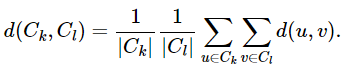 d(C_k, C_l) = \frac{1}{|C_k|} \frac{1}{|C_l|} \sum_{u \in C_k} \sum_{v \in C_l} d(u, v).